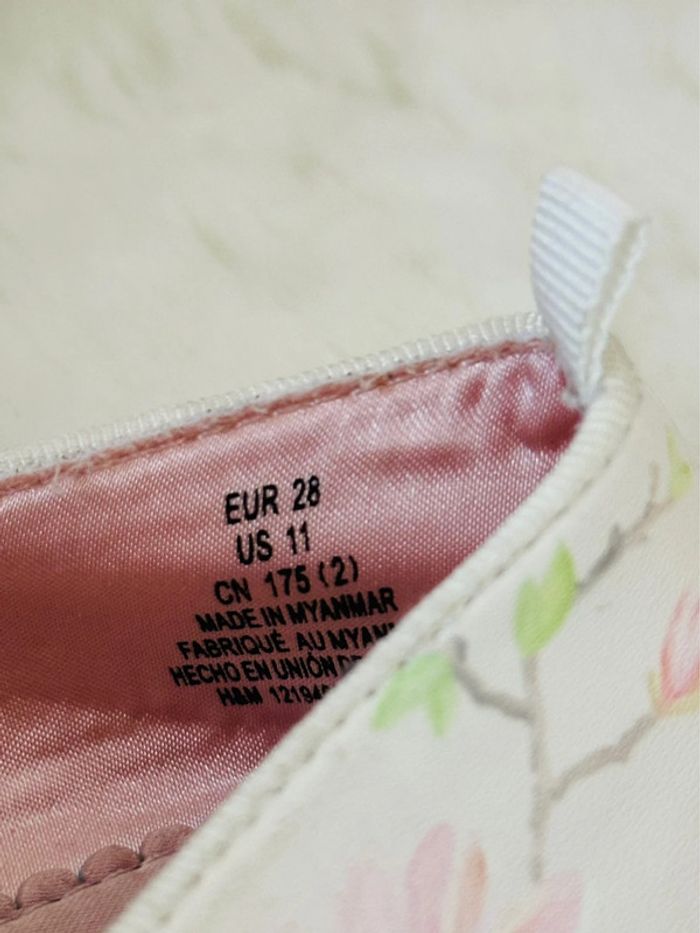 EUR 28
US 11
CN 175 (2)
MADE IN MYANMAR
FABRIQUÉ AU
HECHO EN UNIÓN
H&M